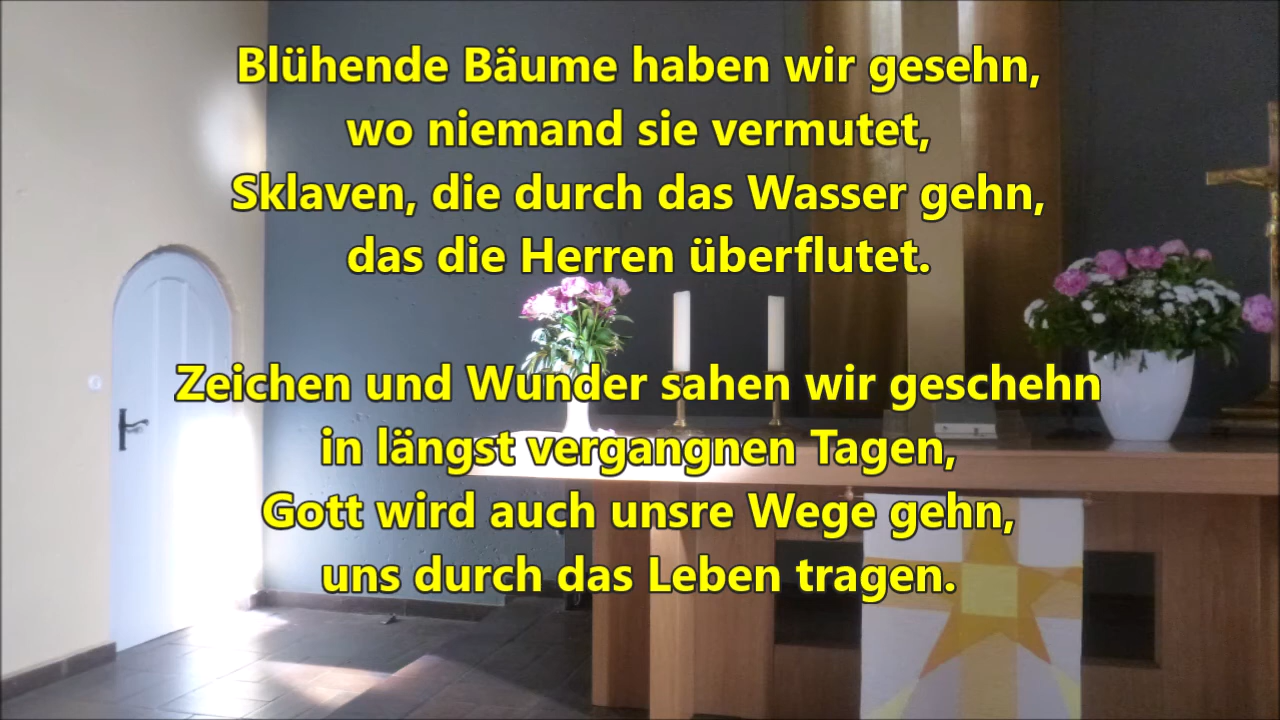 Blühende Bäume haben wir gesehn,
wo niemand sie vermutet,
Sklaven, die durch das Wasser gehn,
das die Herren überflutet.
Zeichen und Wunder sahen wir geschehn
in längst vergangnen Tagen,
Gott wird auch unsre Wege gehn,
uns durch das Leben tragen.